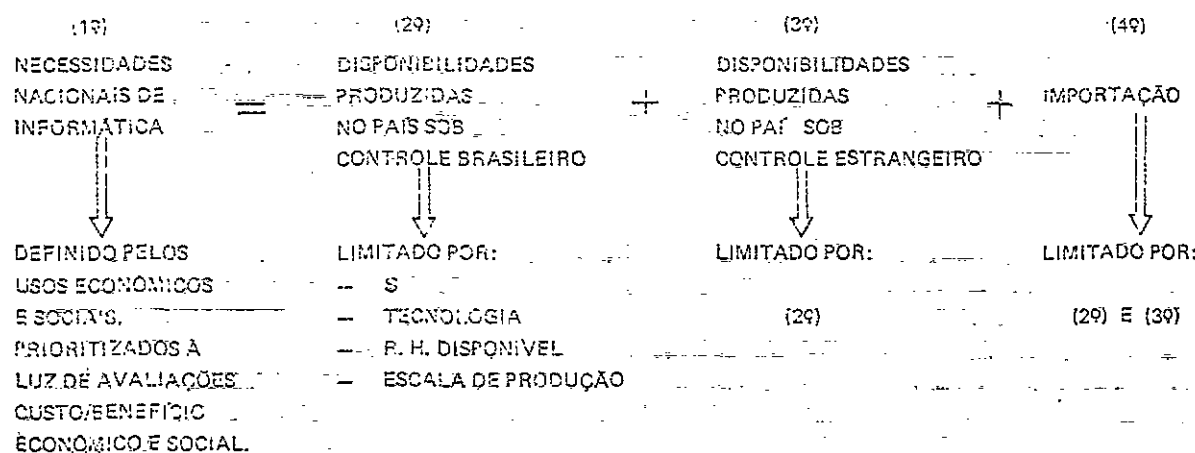 (1º) (2º) (3º) (4º)
NECESSIDADES
NACIONAIS DE
INFORMÁTICA
=
DISPONIBILIDADES
PRODUZIDAS
NO PAÍS SOB
CONTROLE BRASILEIRO
+
DISPONIBILIDADES
PRODUZIDAS
NO PAÍ SOB
CONTROLE ESTRANGEIRO
+
IMPORTAÇÃO
DEFINIDO PELOS
USOS ECONÔMICOS
E SOCIAIS,
PRIORITIZADOS À
LUZ DE AVALIAÇÕES
CUSTO/BENEFÍCIO
ECONÔMICO E SOCIAL.
LIMITADO POR:
– S
– TECNOLOGIA
– R. H. DISPONÍVEL
– ESCALA DE PRODUÇÃO
LIMITADO POR:
(2º)
LIMITADO POR:
(2º) E (3º)